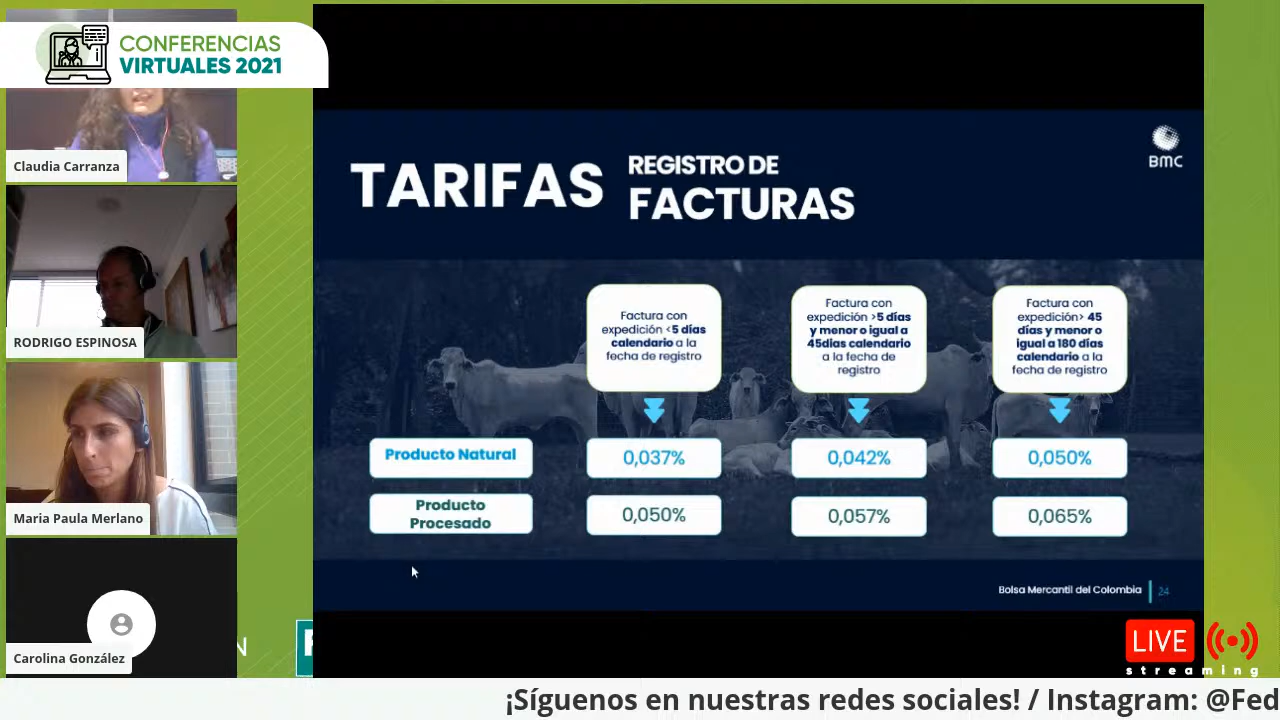 CONFERENCIAS
VIRTUALES 2021
Claudia Carranza
RODRIGO ESPINOSA
Maria Paula Merlano
Carolina González
TARIFAS
REGISTRO DE
FACTURAS
BMC
Factura con
expedición <5 días
calendario a la
fecha de registro
Factura con
expedición >5 días
y menor o igual a
45dias calendario
a la fecha de
registro
Factura con
expedición> 45
días y menor o
igual a 180 días
calendario a la
fecha de registro
Producto Natural
0,037%
0,042%
0,050%
Producto
Procesado
0,050%
0,057%
0,065%
Bolsa Mercantil del Colombia
24
N
LIVE
streaming
¡Síguenos en nuestras redes sociales! / Instagram: @Fed